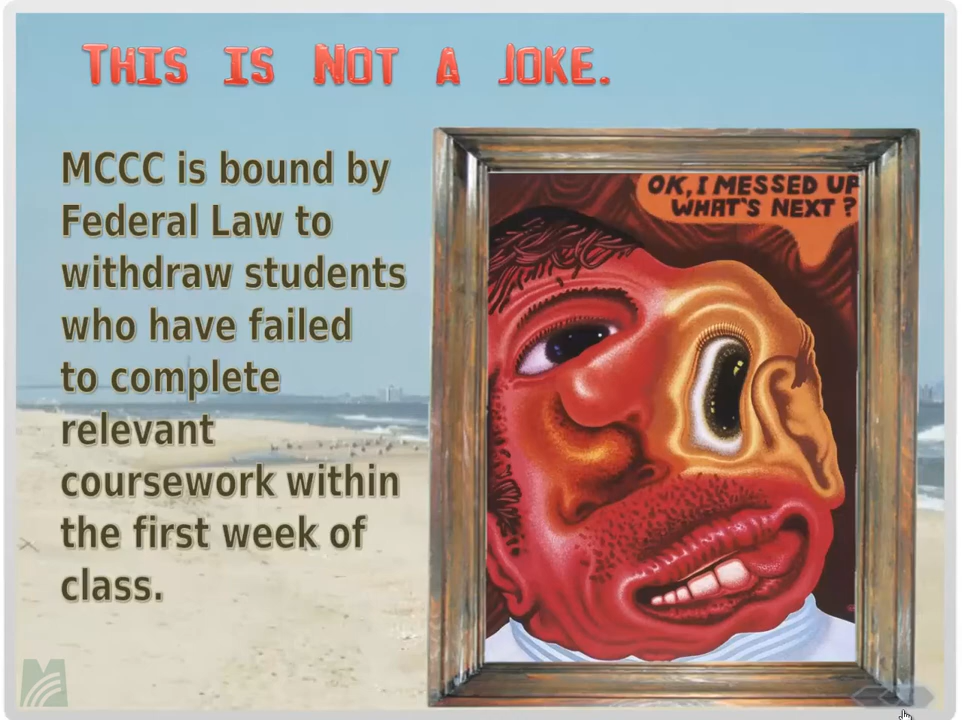 THIS IS NOT A JOKE.
MCCC is bound by
Federal Law to
withdraw students
who have failed
to complete
relevant
coursework within
the first week of
class.
OK, I MESSED UP
WHAT'S NEXT ?